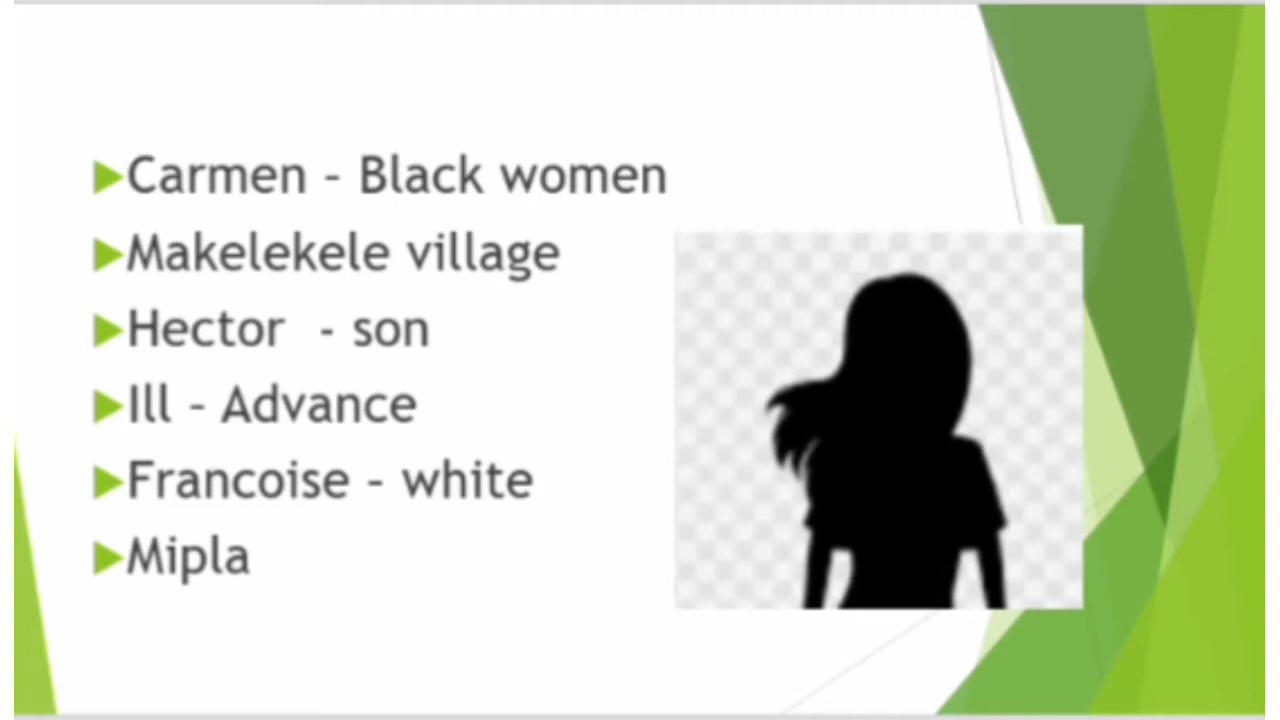 Carmen – Black women
Makelekele village
Hector - son
Ill – Advance
Francoise – white
Mipla